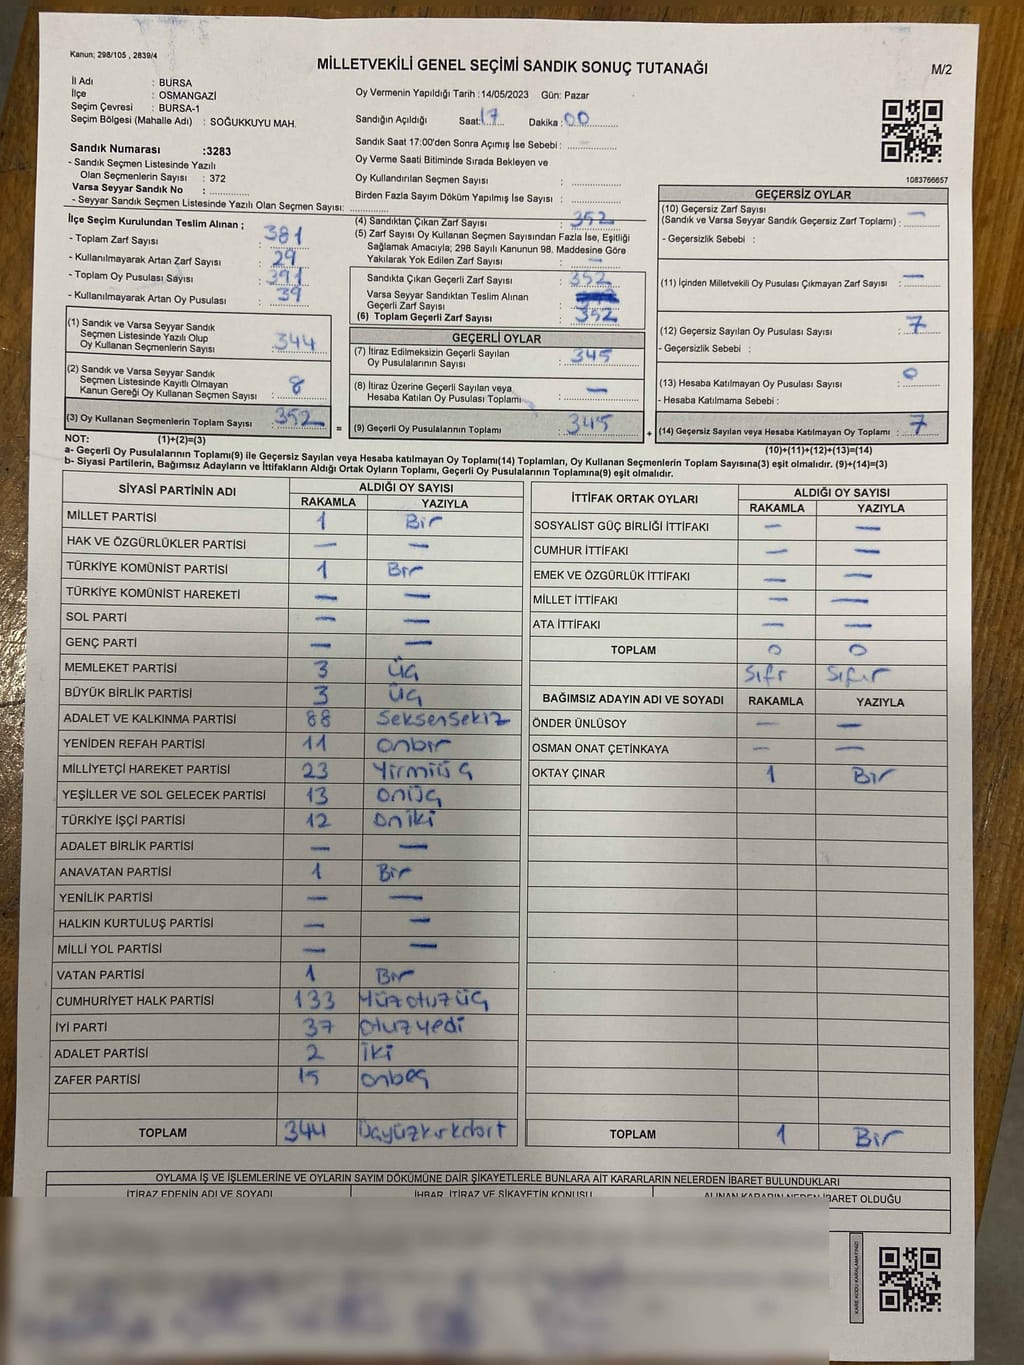 Kanun; 298/105 , 2839/4
MİLLETVEKİLİ GENEL SEÇİMİ SANDIK SONUÇ TUTANAĞI
M/2
İl Adı : BURSA
İlçe : OSMANGAZİ
Seçim Çevresi : BURSA-1
Seçim Bölgesi (Mahalle Adı) : SOĞUKKUYU MAH.
Sandık Numarası :3283
- Sandık Seçmen Listesinde Yazılı
Olan Seçmenlerin Sayısı : 372
Varsa Seyyar Sandık No :
- Seyyar Sandık Seçmen Listesinde Yazılı Olan Seçmen Sayısı:
Oy Vermenin Yapıldığı Tarih :14/05/2023 Gün: Pazar
Sandığın Açıldığı Saat: 17 Dakika : 00
Sandık Saat 17:00'den Sonra Açımış İse Sebebi :
Oy Verme Saati Bitiminde Sırada Bekleyen ve
Oy Kullandırılan Seçmen Sayısı :
Birden Fazla Sayım Döküm Yapılmış İse Sayısı :
1083766657
İlçe Seçim Kurulundan Teslim Alınan ;
- Toplam Zarf Sayısı : 381
- Kullanılmayarak Artan Zarf Sayısı : 29
- Toplam Oy Pusulası Sayısı : 391
- Kullanılmayarak Artan Oy Pusulası : 39
(1) Sandık ve Varsa Seyyar Sandık
Seçmen Listesinde Yazılı Olup
Oy Kullanan Seçmenlerin Sayısı : 344
(2) Sandık ve Varsa Seyyar Sandık
Seçmen Listesinde Kayıtlı Olmayan
Kanun Gereği Oy Kullanan Seçmen Sayısı : 8
(3) Oy Kullanan Seçmenlerin Toplam Sayısı : 352 =
(4) Sandıktan Çıkan Zarf Sayısı : 352
(5) Zarf Sayısı Oy Kullanan Seçmen Sayısından Fazla İse, Eşitliği
Sağlamak Amacıyla; 298 Sayılı Kanunun 98. Maddesine Göre
Yakılarak Yok Edilen Zarf Sayısı : —
Sandıkta Çıkan Geçerli Zarf Sayısı : 352
Varsa Seyyar Sandıktan Teslim Alınan
Geçerli Zarf Sayısı :
(6) Toplam Geçerli Zarf Sayısı : 352
GEÇERLİ OYLAR
(7) İtiraz Edilmeksizin Geçerli Sayılan
Oy Pusulalarının Sayısı : 345
(8) İtiraz Üzerine Geçerli Sayılan veya
Hesaba Katılan Oy Pusulası Toplamı : —
(9) Geçerli Oy Pusulalarının Toplamı : 345 +
GEÇERSİZ OYLAR
(10) Geçersiz Zarf Sayısı
(Sandık ve Varsa Seyyar Sandık Geçersiz Zarf Toplamı) : —
- Geçersizlik Sebebi :
(11) İçinden Milletvekili Oy Pusulası Çıkmayan Zarf Sayısı : —
(12) Geçersiz Sayılan Oy Pusulası Sayısı : 7
- Geçersizlik Sebebi :
(13) Hesaba Katılmayan Oy Pusulası Sayısı : 0
- Hesaba Katılmama Sebebi :
(14) Geçersiz Sayılan veya Hesaba Katılmayan Oy Toplamı : 7
NOT: (1)+(2)=(3) (10)+(11)+(12)+(13)=(14)
a- Geçerli Oy Pusulalarının Toplamı(9) ile Geçersiz Sayılan veya Hesaba katılmayan Oy Toplamı(14) Toplamları, Oy Kullanan Seçmenlerin Toplam Sayısına(3) eşit olmalıdır. (9)+(14)=(3)
b- Siyasi Partilerin, Bağımsız Adayların ve İttifakların Aldığı Ortak Oyların Toplamı, Geçerli Oy Pusulalarının Toplamına(9) eşit olmalıdır.
SİYASİ PARTİNİN ADI ALDIĞI OY SAYISI
RAKAMLA YAZIYLA
MİLLET PARTİSİ 1 Bir
HAK VE ÖZGÜRLÜKLER PARTİSİ — —
TÜRKİYE KOMÜNİST PARTİSİ 1 Bir
TÜRKİYE KOMÜNİST HAREKETİ — —
SOL PARTİ — —
GENÇ PARTİ — —
MEMLEKET PARTİSİ 3 üç
BÜYÜK BİRLİK PARTİSİ 3 üç
ADALET VE KALKINMA PARTİSİ 88 seksensekiz
YENİDEN REFAH PARTİSİ 11 onbir
MİLLİYETÇİ HAREKET PARTİSİ 23 Yirmiüç
YEŞİLLER VE SOL GELECEK PARTİSİ 13 onüç
TÜRKİYE İŞÇİ PARTİSİ 12 oniki
ADALET BİRLİK PARTİSİ — —
ANAVATAN PARTİSİ 1 Bir
YENİLİK PARTİSİ — —
HALKIN KURTULUŞ PARTİSİ — —
MİLLİ YOL PARTİSİ — —
VATAN PARTİSİ 1 Bir
CUMHURİYET HALK PARTİSİ 133 Yüzotuzüç
İYİ PARTİ 37 otuzyedi
ADALET PARTİSİ 2 iki
ZAFER PARTİSİ 15 onbeş
TOPLAM 344 Üçyüzkırkdört
İTTİFAK ORTAK OYLARI ALDIĞI OY SAYISI
RAKAMLA YAZIYLA
SOSYALİST GÜÇ BİRLİĞİ İTTİFAKI — —
CUMHUR İTTİFAKI — —
EMEK VE ÖZGÜRLÜK İTTİFAKI — —
MİLLET İTTİFAKI — —
ATA İTTİFAKI — —
TOPLAM 0 0
Sıfr Sıfır
BAĞIMSIZ ADAYIN ADI VE SOYADI RAKAMLA YAZIYLA
ÖNDER ÜNLÜSOY — —
OSMAN ONAT ÇETİNKAYA — —
OKTAY ÇINAR 1 Bir
TOPLAM 1 Bir
OYLAMA İŞ VE İŞLEMLERİNE VE OYLARIN SAYIM DÖKÜMÜNE DAİR ŞİKAYETLERLE BUNLARA AİT KARARLARIN NELERDEN İBARET BULUNDUKLARI
İTİRAZ EDENİN ADI VE SOYADI İHBAR, İTİRAZ VE ŞİKAYETİN KONUSU ALINAN KARARIN NEDEN İBARET OLDUĞU
KARE KODU KARALAMAYINIZ!